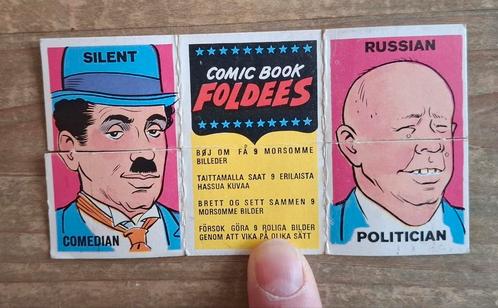 SILENT
COMEDIAN
COMIC BOOK
FOLDEES
BØJ OM FÅ 9 MORSOMME
BILLEDER
TAITTAMALLA SAAT 9 ERILAISTA
HASSUA KUVAA
BRETT OG SETT SAMMEN 9
MORSOMME BILDER
FÖRSOK GÖRA 9 ROLIGA BILDER
GENOM ATT VIKA PÅ OLIKA SÄTT
RUSSIAN
POLITICIAN